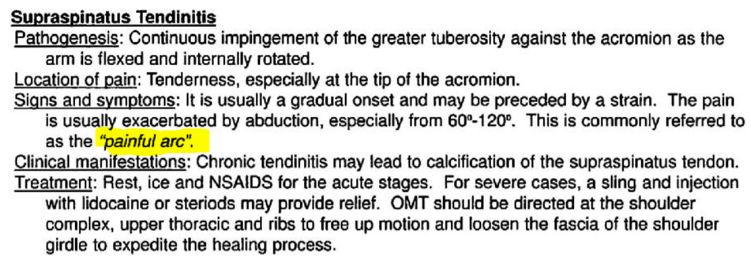 Supraspinatus Tendinitis
Pathogenesis: Continuous impingement of the greater tuberosity against the acromion as the
arm is flexed and internally rotated.
Location of pain: Tenderness, especially at the tip of the acromion.
Signs and symptoms: It is usually a gradual onset and may be preceded by a strain. The pain
is usually exacerbated by abduction, especially from 60º-120º. This is commonly referred to
as the "painful arc".
Clinical manifestations: Chronic tendinitis may lead to calcification of the supraspinatus tendon.
Treatment: Rest, ice and NSAIDS for the acute stages. For severe cases, a sling and injection
with lidocaine or steriods may provide relief. OMT should be directed at the shoulder
complex, upper thoracic and ribs to free up motion and loosen the fascia of the shoulder
girdle to expedite the healing process.